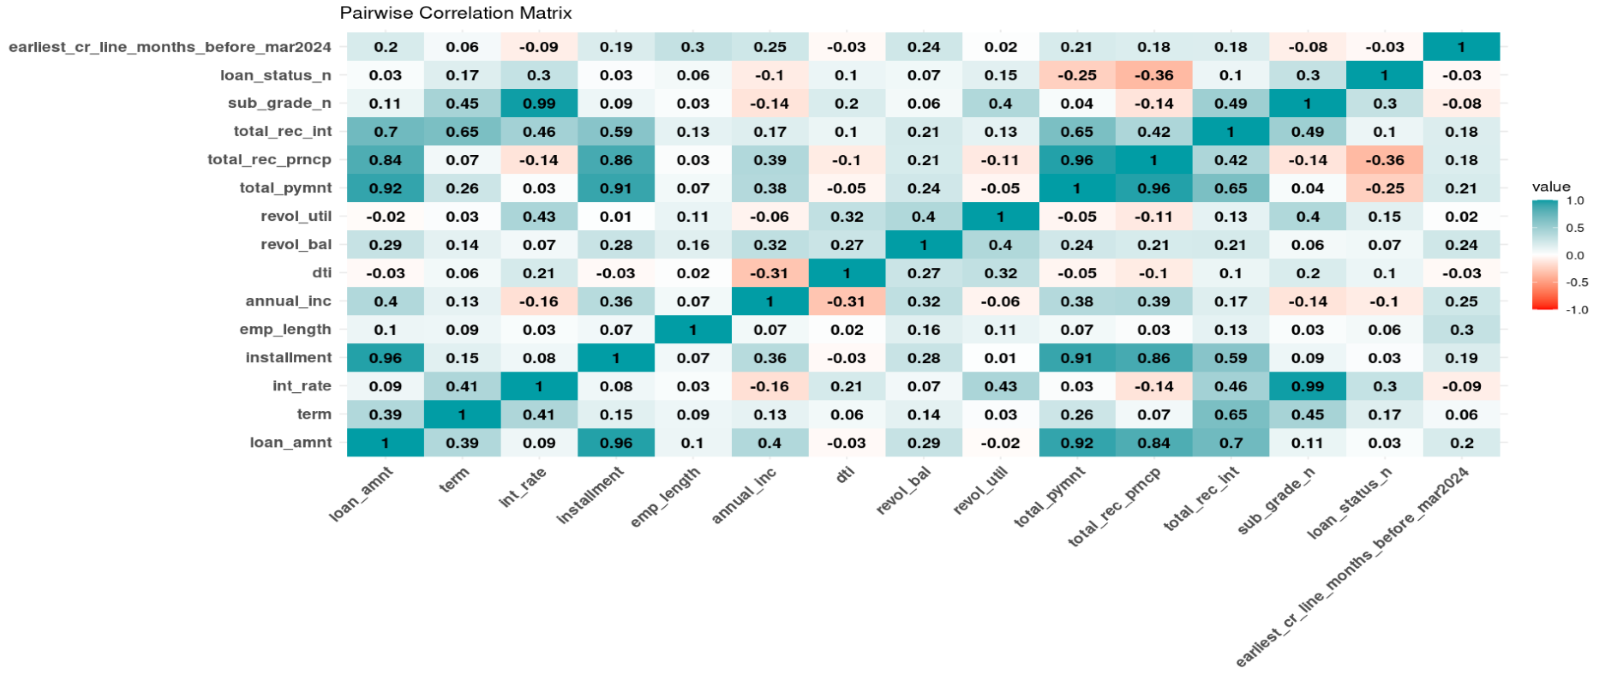 Pairwise Correlation Matrix
earliest_cr_line_months_before_mar2024 0.2 0.06 -0.09 0.19 0.3 0.25 -0.03 0.24 0.02 0.21 0.18 0.18 -0.08 -0.03 1
loan_status_n 0.03 0.17 0.3 0.03 0.06 -0.1 0.1 0.07 0.15 -0.25 -0.36 0.1 0.3 1 -0.03
sub_grade_n 0.11 0.45 0.99 0.09 0.03 -0.14 0.2 0.06 0.4 0.04 -0.14 0.49 1 0.3 -0.08
total_rec_int 0.7 0.65 0.46 0.59 0.13 0.17 0.1 0.21 0.13 0.65 0.42 1 0.49 0.1 0.18
total_rec_prncp 0.84 0.07 -0.14 0.86 0.03 0.39 -0.1 0.21 -0.11 0.96 1 0.42 -0.14 -0.36 0.18
total_pymnt 0.92 0.26 0.03 0.91 0.07 0.38 -0.05 0.24 -0.05 1 0.96 0.65 0.04 -0.25 0.21
revol_util -0.02 0.03 0.43 0.01 0.11 -0.06 0.32 0.4 1 -0.05 -0.11 0.13 0.4 0.15 0.02
revol_bal 0.29 0.14 0.07 0.28 0.16 0.32 0.27 1 0.4 0.24 0.21 0.21 0.06 0.07 0.24
dti -0.03 0.06 0.21 -0.03 0.02 -0.31 1 0.27 0.32 -0.05 -0.1 0.1 0.2 0.1 -0.03
annual_inc 0.4 0.13 -0.16 0.36 0.07 1 -0.31 0.32 -0.06 0.38 0.39 0.17 -0.14 -0.1 0.25
emp_length 0.1 0.09 0.03 0.07 1 0.07 0.02 0.16 0.11 0.07 0.03 0.13 0.03 0.06 0.3
installment 0.96 0.15 0.08 1 0.07 0.36 -0.03 0.28 0.01 0.91 0.86 0.59 0.09 0.03 0.19
int_rate 0.09 0.41 1 0.08 0.03 -0.16 0.21 0.07 0.43 0.03 -0.14 0.46 0.99 0.3 -0.09
term 0.39 1 0.41 0.15 0.09 0.13 0.06 0.14 0.03 0.26 0.07 0.65 0.45 0.17 0.06
loan_amnt 1 0.39 0.09 0.96 0.1 0.4 -0.03 0.29 -0.02 0.92 0.84 0.7 0.11 0.03 0.2
loan_amnt term int_rate installment emp_length annual_inc dti revol_bal revol_util total_pymnt total_rec_prncp total_rec_int sub_grade_n loan_status_n earliest_cr_line_months_before_mar2024
value
1.0
0.5
0.0
-0.5
-1.0